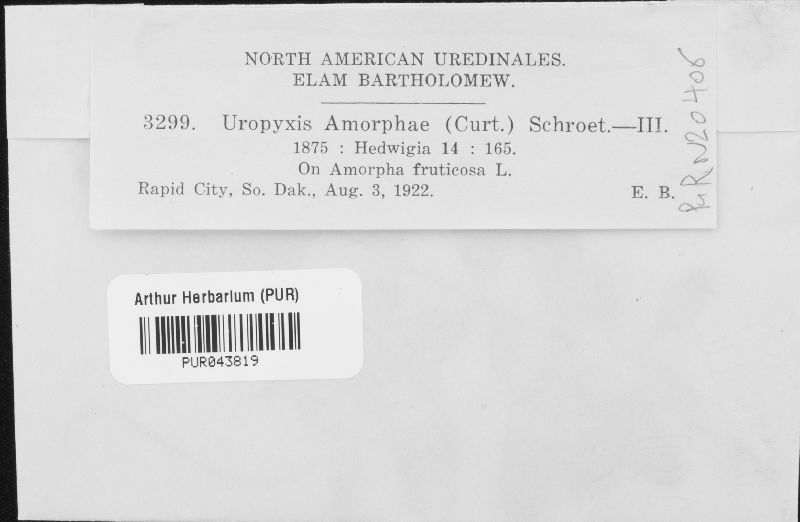 NORTH AMERICAN UREDINALES.
ELAM BARTHOLOMEW.
3299. Uropyxis Amorphae (Curt.) Schroet.—III.
1875 : Hedwigia 14 : 165.
On Amorpha fruticosa L.
Rapid City, So. Dak., Aug. 3, 1922. E. B.
PUR N20406
Arthur Herbarium (PUR)
PUR043819